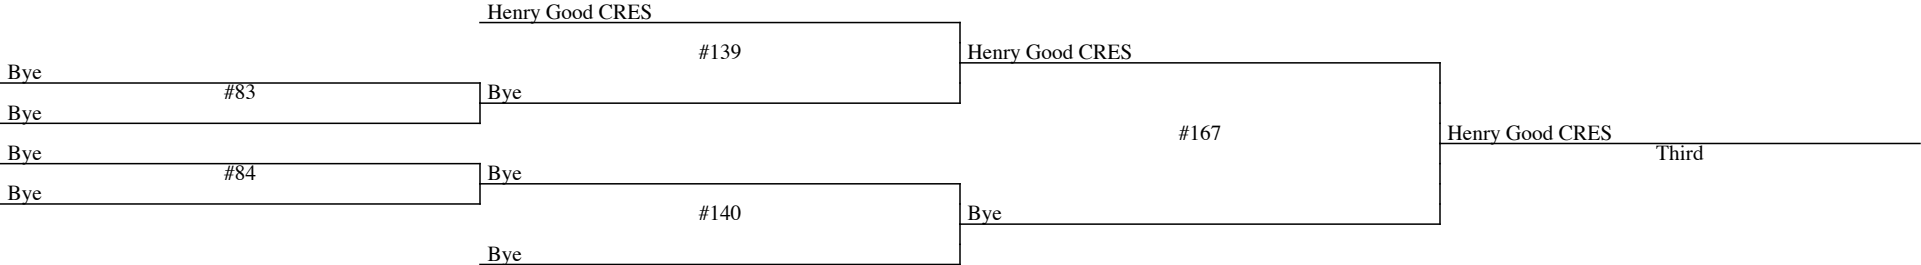 Henry Good CRES
#139
Henry Good CRES
Bye
#83
Bye
Bye
#167
Henry Good CRES
Third
Bye
#84
Bye
Bye
#140
Bye
Bye